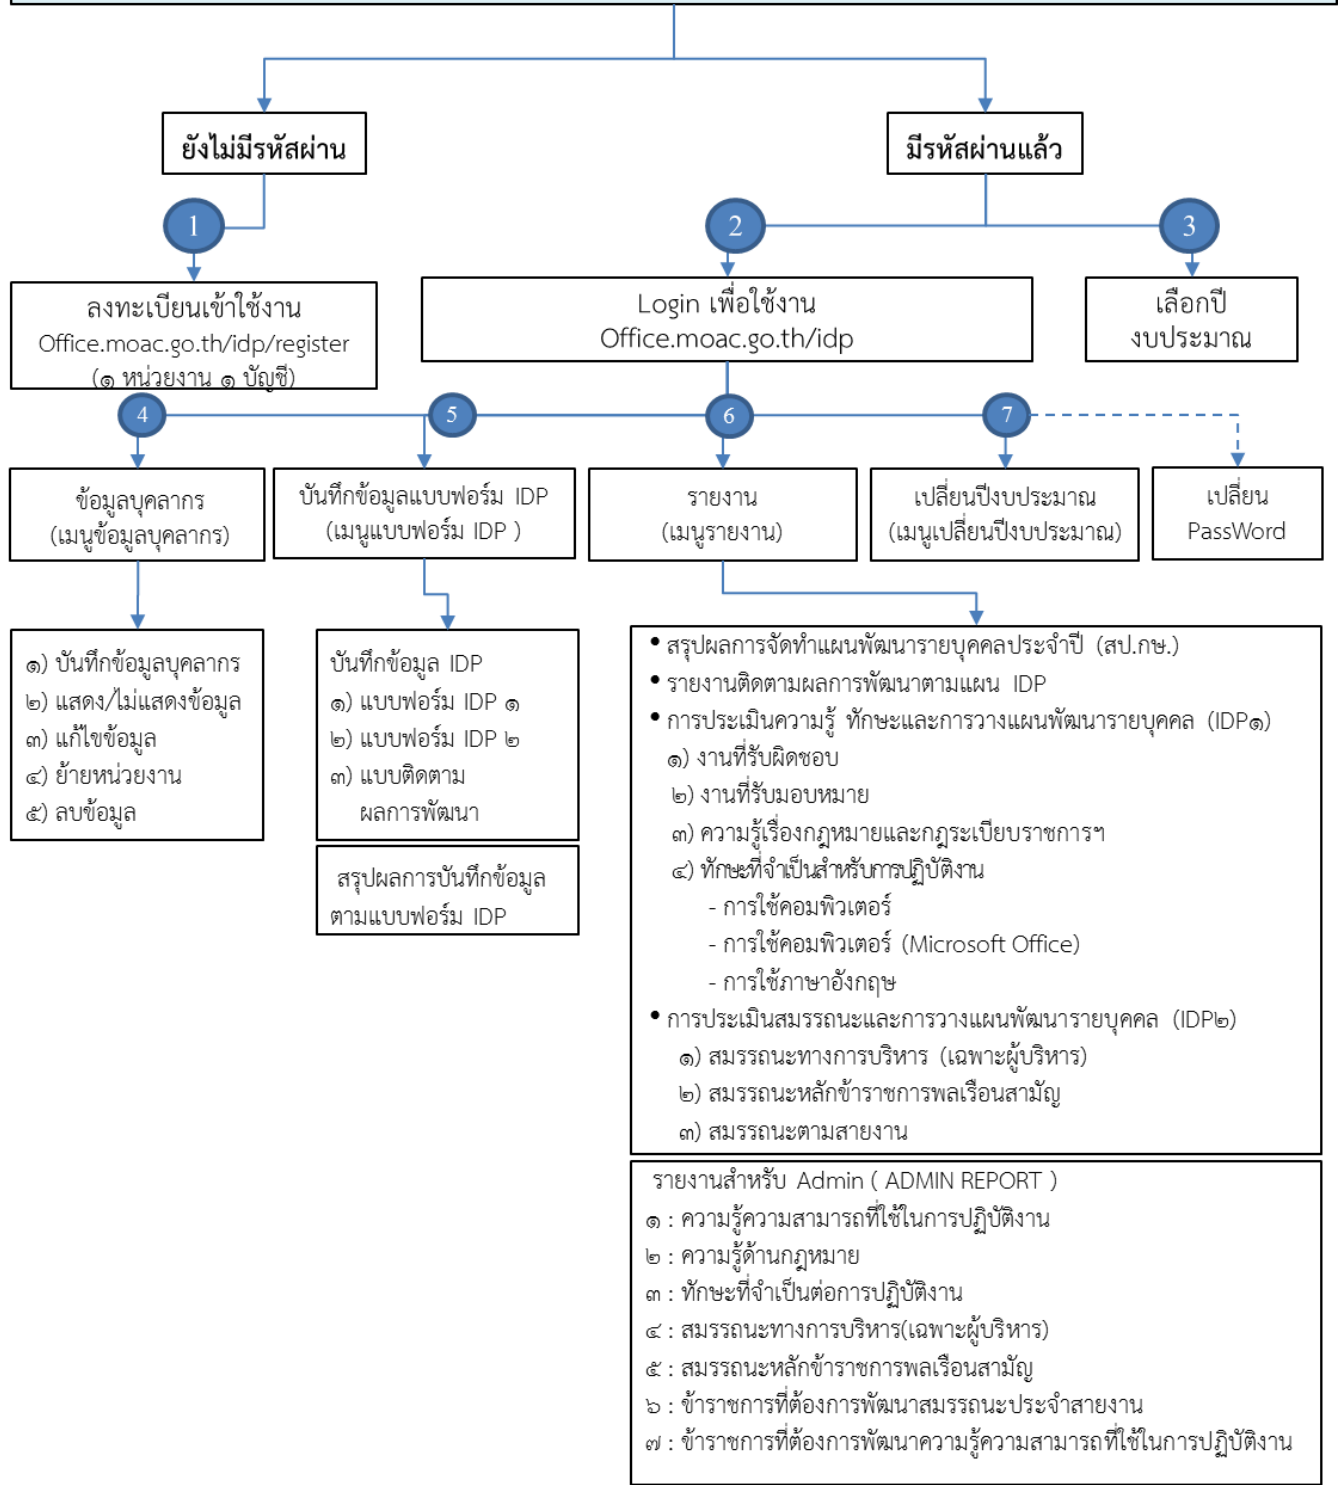 ยังไม่มีรหัสผ่าน
มีรหัสผ่านแล้ว
1
2
3
ลงทะเบียนเข้าใช้งาน
Office.moac.go.th/idp/register
(๑ หน่วยงาน ๑ บัญชี)
Login เพื่อใช้งาน
Office.moac.go.th/idp
เลือกปี
งบประมาณ
4
5
6
7
ข้อมูลบุคลากร
(เมนูข้อมูลบุคลากร)
บันทึกข้อมูลแบบฟอร์ม IDP
(เมนูแบบฟอร์ม IDP )
รายงาน
(เมนูรายงาน)
เปลี่ยนปีงบประมาณ
(เมนูเปลี่ยนปีงบประมาณ)
เปลี่ยน
PassWord
๑) บันทึกข้อมูลบุคลากร
๒) แสดง/ไม่แสดงข้อมูล
๓) แก้ไขข้อมูล
๔) ย้ายหน่วยงาน
๕) ลบข้อมูล
บันทึกข้อมูล IDP
๑) แบบฟอร์ม IDP ๑
๒) แบบฟอร์ม IDP ๒
๓) แบบติดตาม
ผลการพัฒนา
สรุปผลการบันทึกข้อมูล
ตามแบบฟอร์ม IDP
• สรุปผลการจัดทำแผนพัฒนารายบุคคลประจำปี (สป.กษ.)
• รายงานติดตามผลการพัฒนาตามแผน IDP
• การประเมินความรู้ ทักษะและการวางแผนพัฒนารายบุคคล (IDP๑)
๑) งานที่รับผิดชอบ
๒) งานที่รับมอบหมาย
๓) ความรู้เรื่องกฎหมายและกฎระเบียบราชการฯ
๔) ทักษะที่จำเป็นสำหรับการปฏิบัติงาน
- การใช้คอมพิวเตอร์
- การใช้คอมพิวเตอร์ (Microsoft Office)
- การใช้ภาษาอังกฤษ
• การประเมินสมรรถนะและการวางแผนพัฒนารายบุคคล (IDP๒)
๑) สมรรถนะทางการบริหาร (เฉพาะผู้บริหาร)
๒) สมรรถนะหลักข้าราชการพลเรือนสามัญ
๓) สมรรถนะตามสายงาน
รายงานสำหรับ Admin ( ADMIN REPORT )
๑ : ความรู้ความสามารถที่ใช้ในการปฏิบัติงาน
๒ : ความรู้ด้านกฎหมาย
๓ : ทักษะที่จำเป็นต่อการปฏิบัติงาน
๔ : สมรรถนะทางการบริหาร(เฉพาะผู้บริหาร)
๕ : สมรรถนะหลักข้าราชการพลเรือนสามัญ
๖ : ข้าราชการที่ต้องการพัฒนาสมรรถนะประจำสายงาน
๗ : ข้าราชการที่ต้องการพัฒนาความรู้ความสามารถที่ใช้ในการปฏิบัติงาน